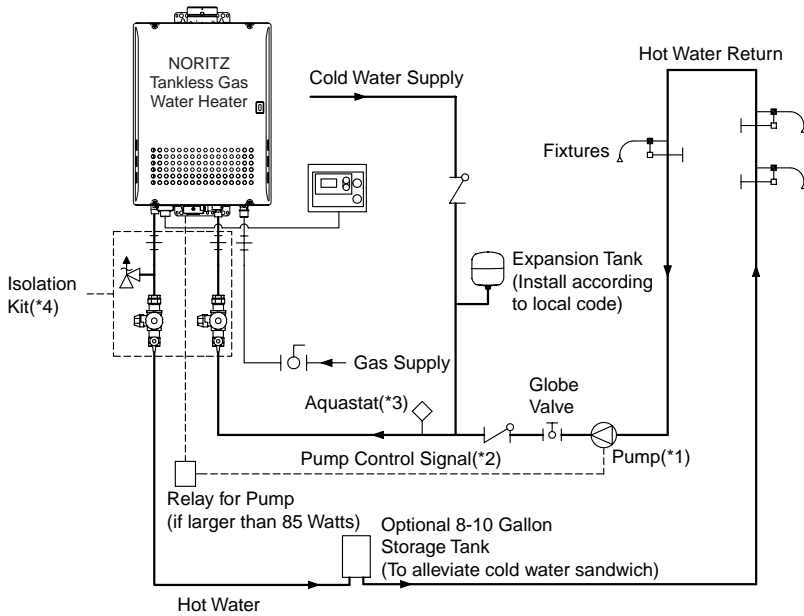 NORITZ
Tankless Gas
Water Heater
Cold Water Supply
Hot Water Return
Fixtures
Expansion Tank
(Install according
to local code)
Isolation
Kit(*4)
Gas Supply
Globe
Valve
Aquastat(*3)
Pump Control Signal(*2)
Pump(*1)
Relay for Pump
(if larger than 85 Watts)
Optional 8-10 Gallon
Storage Tank
(To alleviate cold water sandwich)
Hot Water